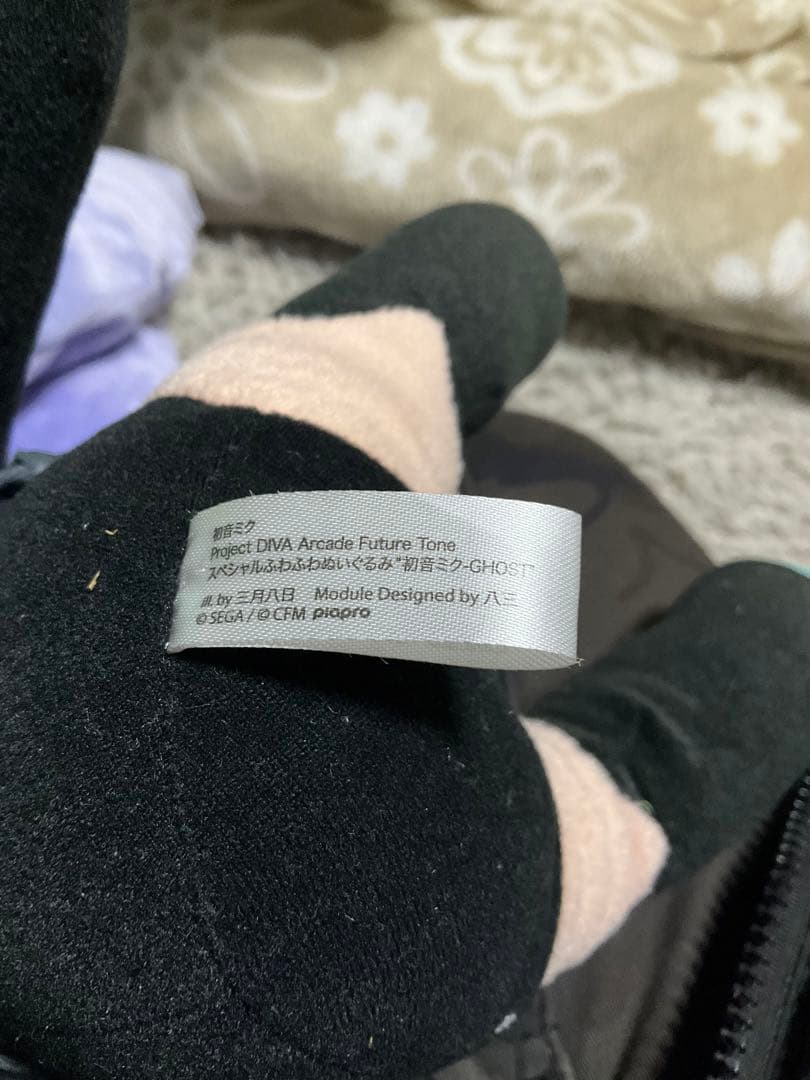 初音ミク
Project DIVA Arcade Future Tone
スペシャルふわふわぬいぐるみ"初音ミク-GHOST"
ill. by 三月八日 Module Designed by 八三
© SEGA / © CFM piapro